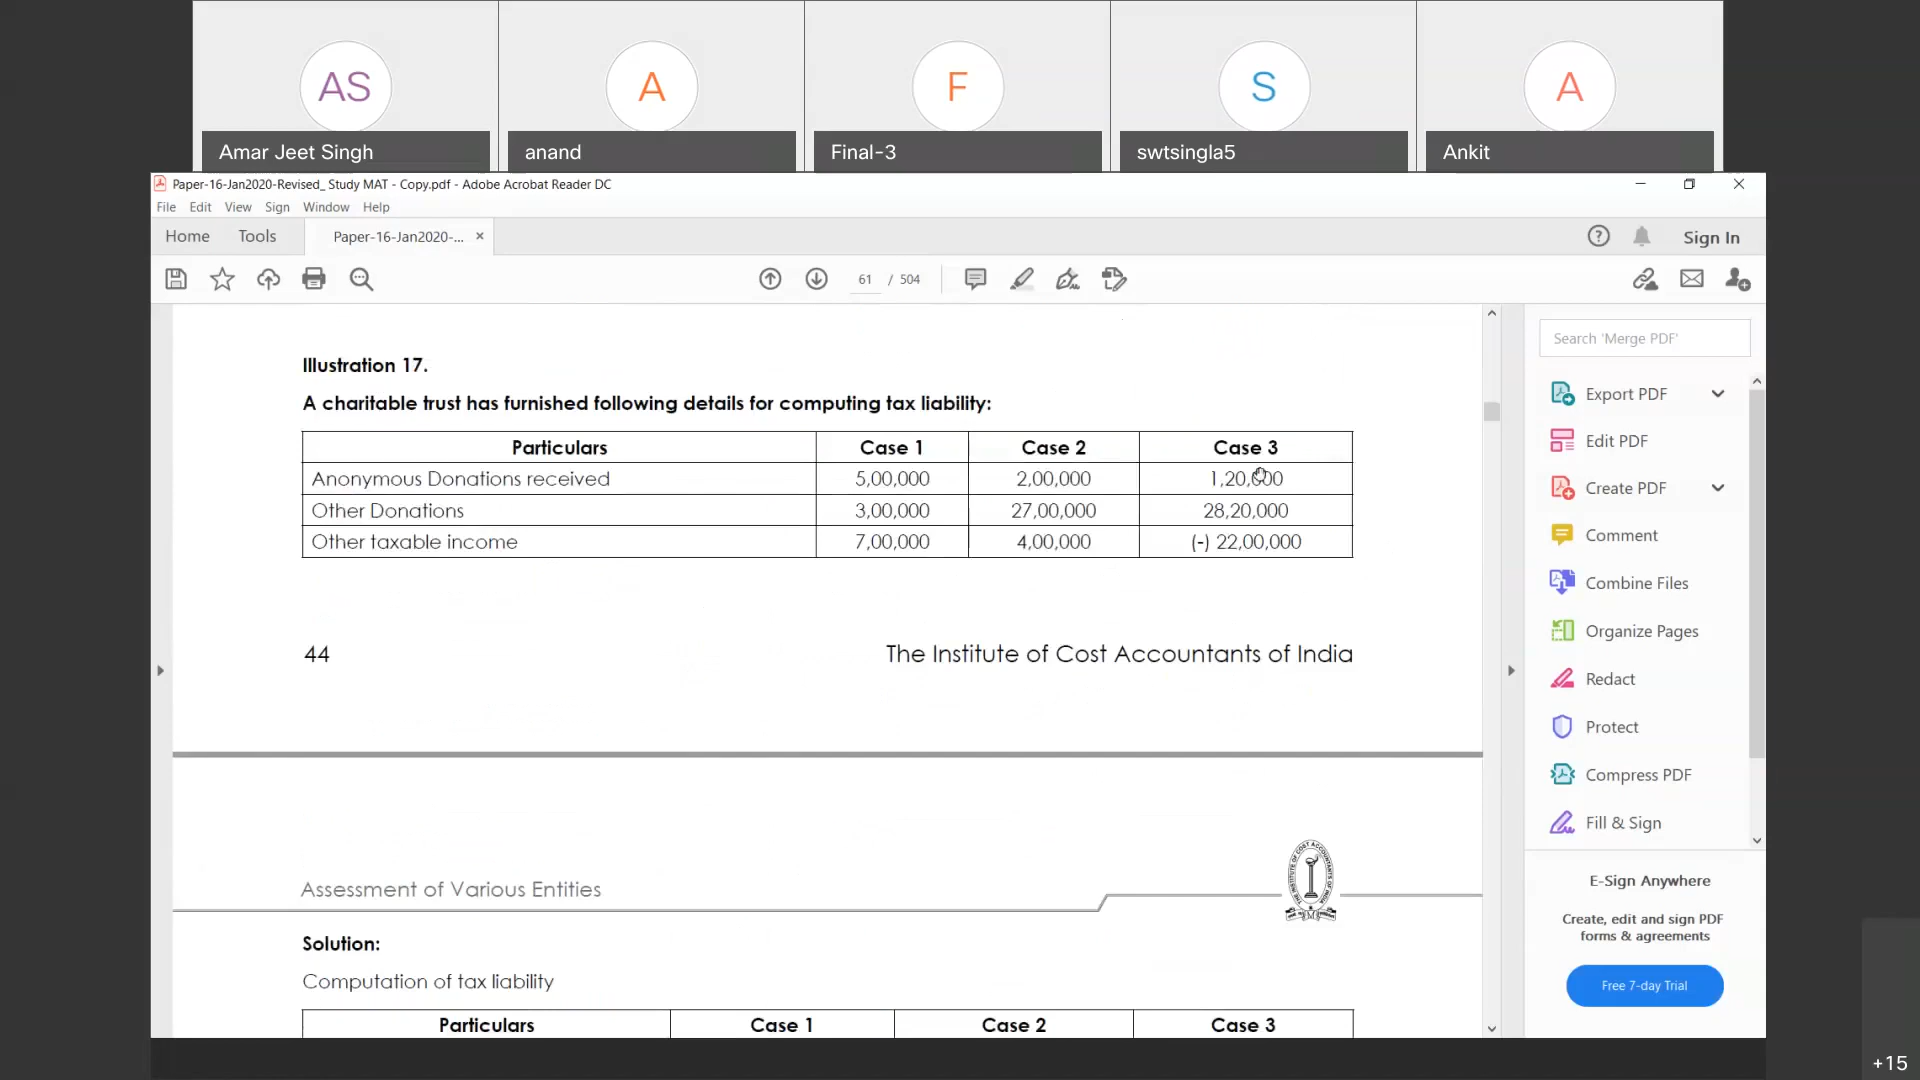 AS
A
F
S
A
Amar Jeet Singh
anand
Final-3
swtsingla5
Ankit
Paper-16-Jan2020-Revised_ Study MAT - Copy.pdf - Adobe Acrobat Reader DC
File Edit View Sign Window Help
Home Tools Paper-16-Jan2020-... × Sign In
61 / 504
Search 'Merge PDF'
Export PDF
Edit PDF
Create PDF
Comment
Combine Files
Organize Pages
Redact
Protect
Compress PDF
Fill & Sign
E-Sign Anywhere
Create, edit and sign PDF
forms & agreements
Free 7-day Trial
Illustration 17.
A charitable trust has furnished following details for computing tax liability:
Particulars Case 1 Case 2 Case 3
Anonymous Donations received 5,00,000 2,00,000 1,20,000
Other Donations 3,00,000 27,00,000 28,20,000
Other taxable income 7,00,000 4,00,000 (-) 22,00,000
44 The Institute of Cost Accountants of India
Assessment of Various Entities
Solution:
Computation of tax liability
Particulars Case 1 Case 2 Case 3
+15